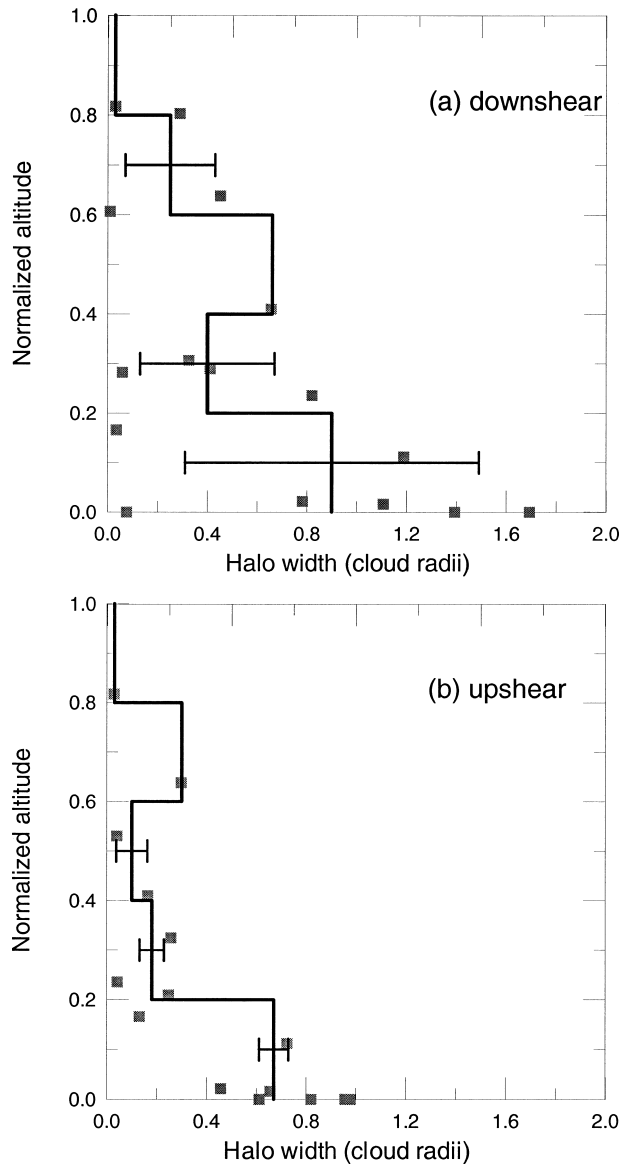 1.0
(a) downshear
0.8
0.6
Normalized altitude
0.4
0.2
0.0
0.0 0.4 0.8 1.2 1.6 2.0
Halo width (cloud radii)
1.0
(b) upshear
0.8
0.6
Normalized altitude
0.4
0.2
0.0
0.0 0.4 0.8 1.2 1.6 2.0
Halo width (cloud radii)